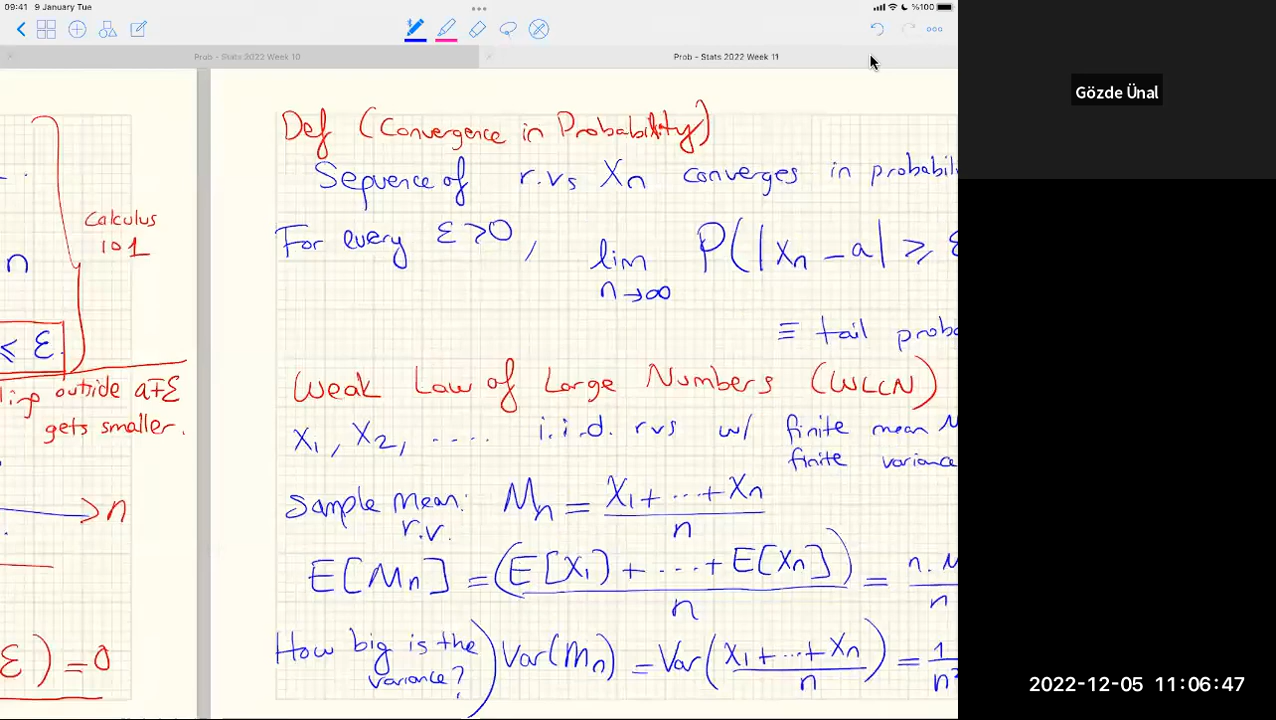 09:41 9 January Tue
%100
Prob - Stats 2022 Week 10
Prob - Stats 2022 Week 11
Gözde Ünal
Calculus
101
n
≤ ε
outside a∓ε
gets smaller.
> n
ε) = 0
Def (Convergence in Probability)
Sequence of r.vs Xn converges in probabili
For every ε>0, lim P(|Xn - a| ≥ ε
n→∞
≡ tail proba
Weak Law of Large Numbers (WLLN)
X1, X2, .... i.i.d. rvs w/ finite mean M
finite variance
Sample mean: Mn = X1 + ... + Xn
r.v. n
E[Mn] = (E[X1) + ... + E[Xn]) = n. M
n n
How big is the variance?) Var(Mn) = Var(X1 + ... + Xn) = 1
n n²
2022-12-05 11:06:47